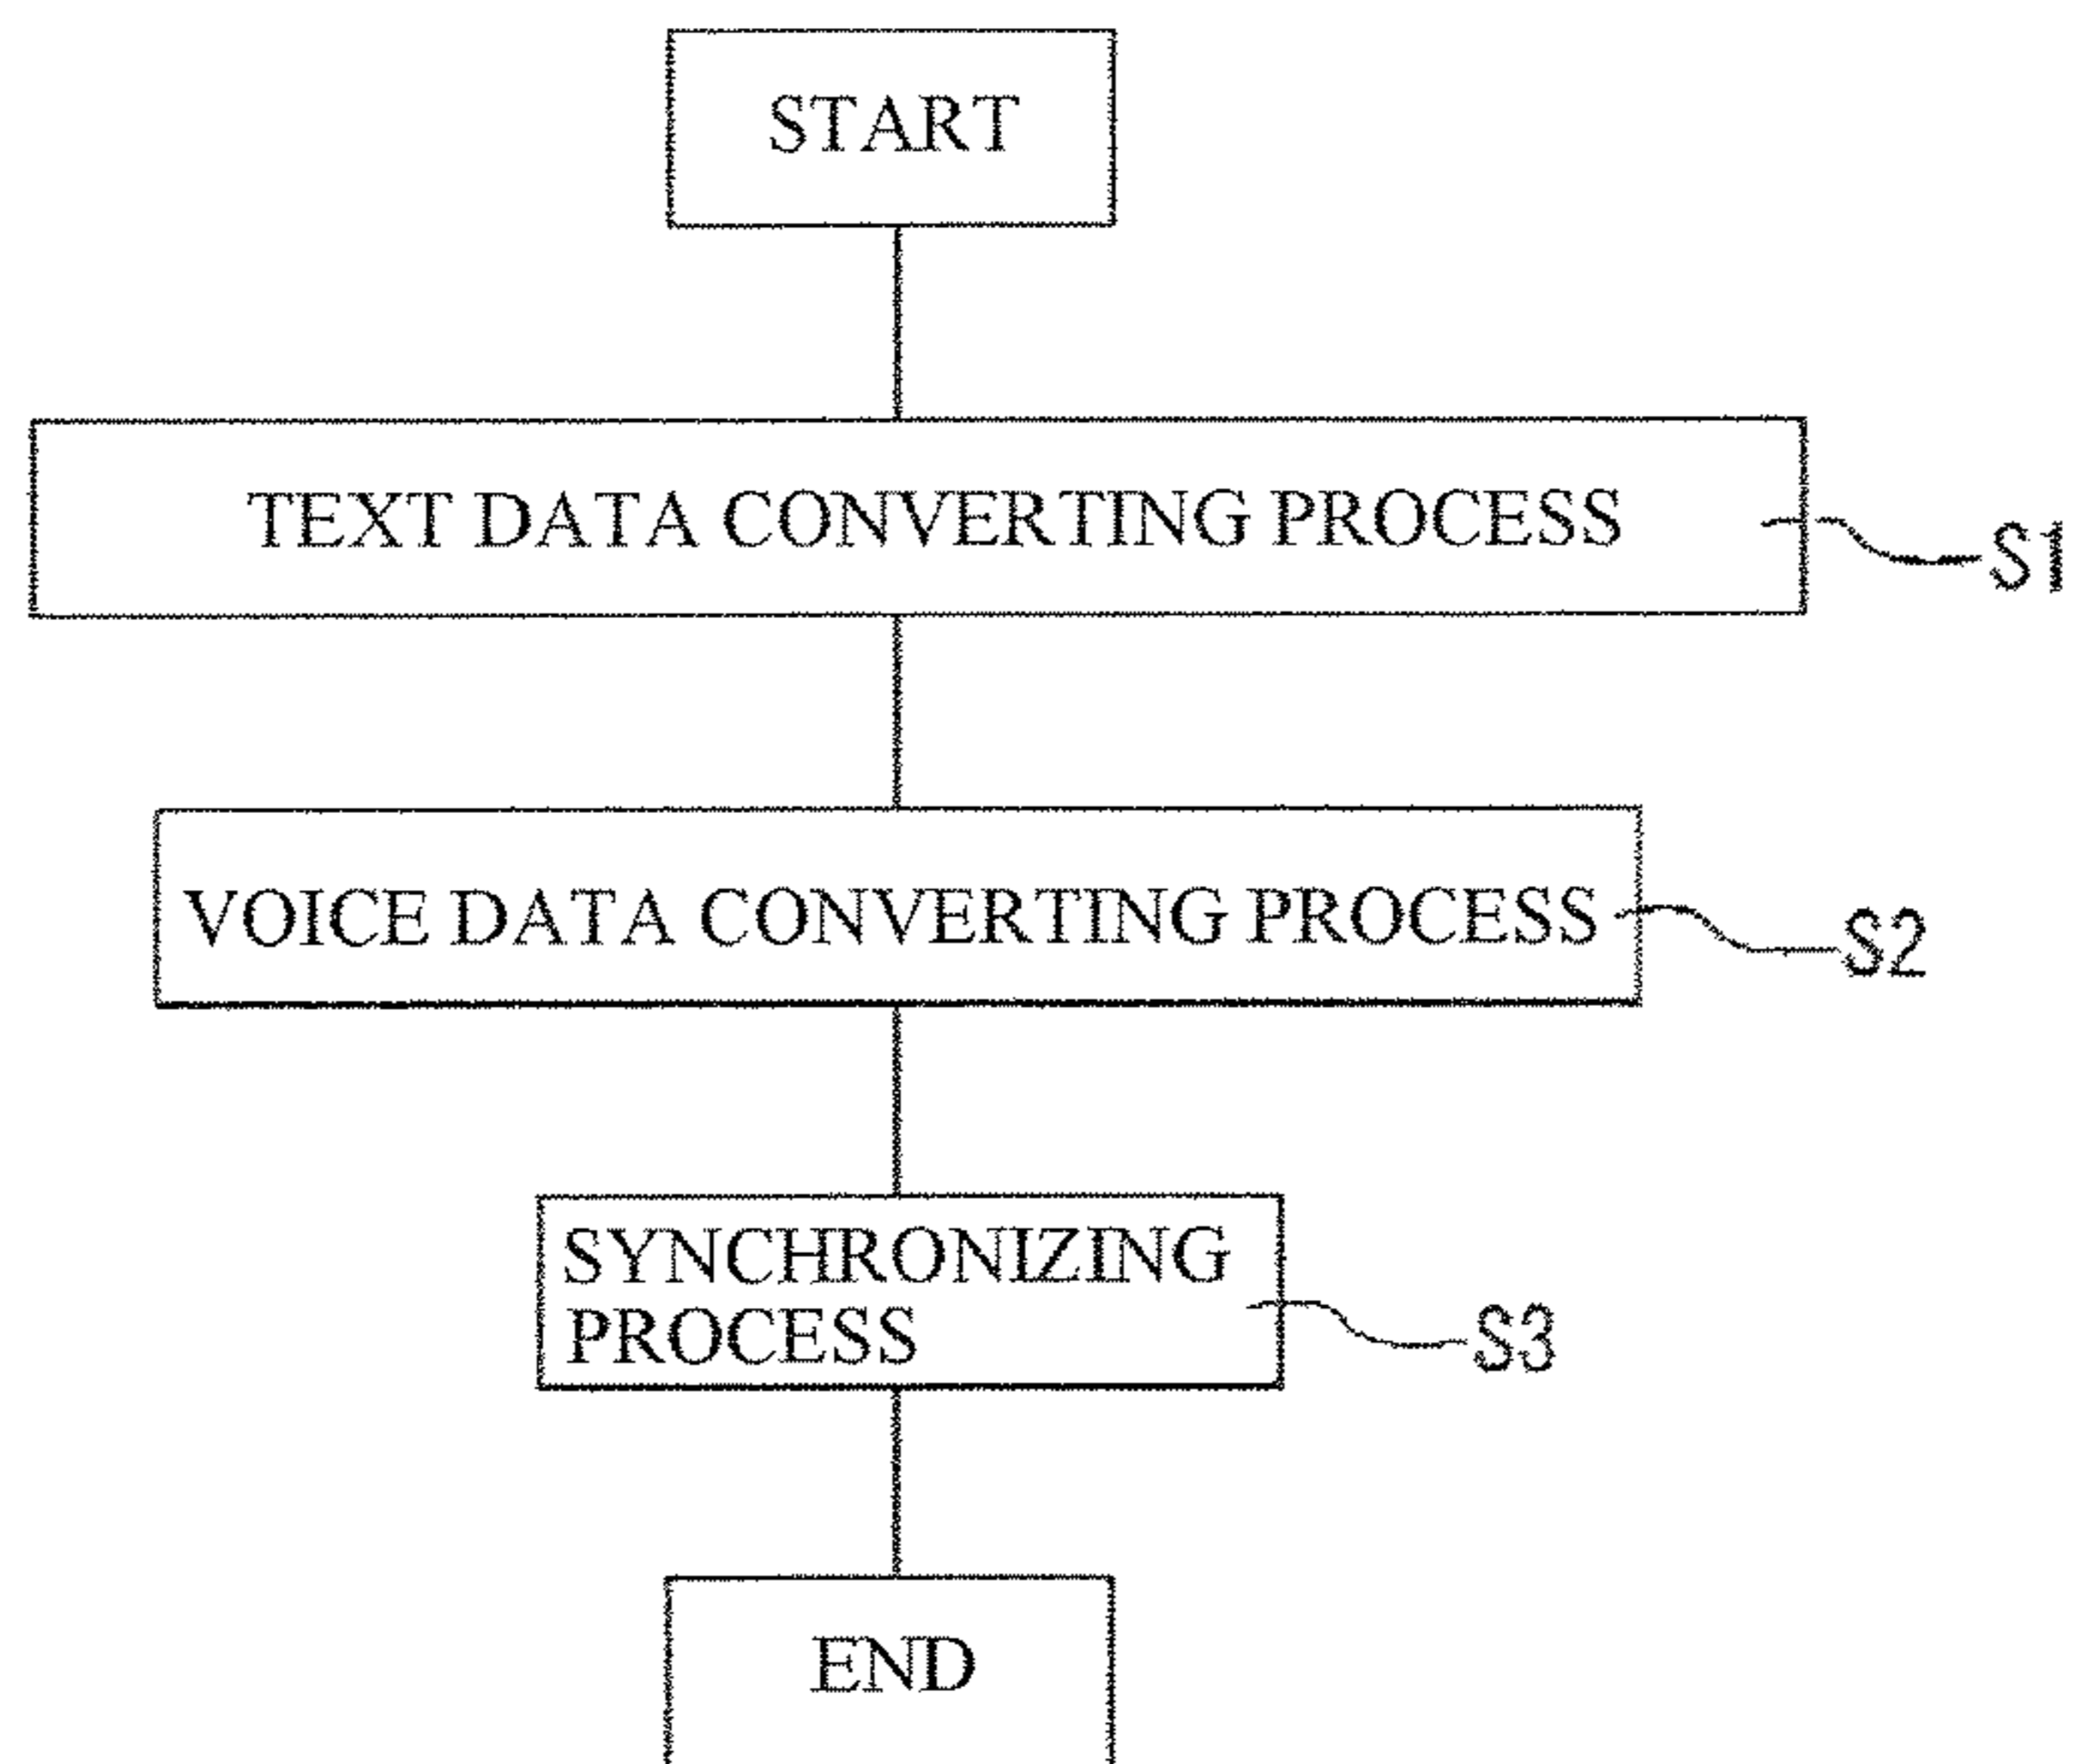 START
TEXT DATA CONVERTING PROCESS
S1
VOICE DATA CONVERTING PROCESS
S2
SYNCHRONIZING
PROCESS
S3
END